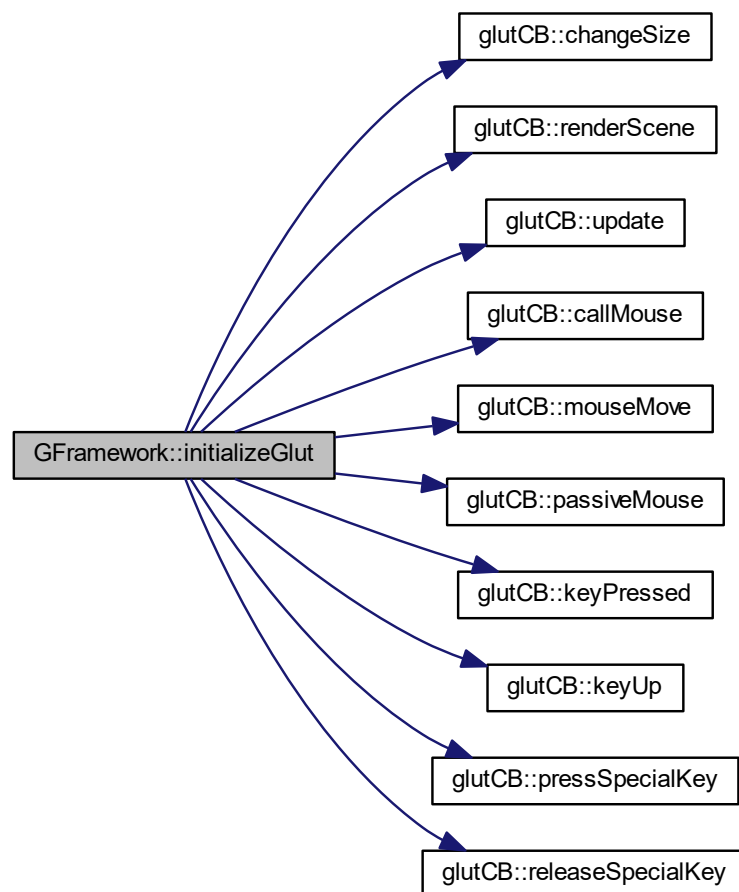 glutCB::changeSize
glutCB::renderScene
glutCB::update
glutCB::callMouse
glutCB::mouseMove
GFramework::initializeGlut
glutCB::passiveMouse
glutCB::keyPressed
glutCB::keyUp
glutCB::pressSpecialKey
glutCB::releaseSpecialKey